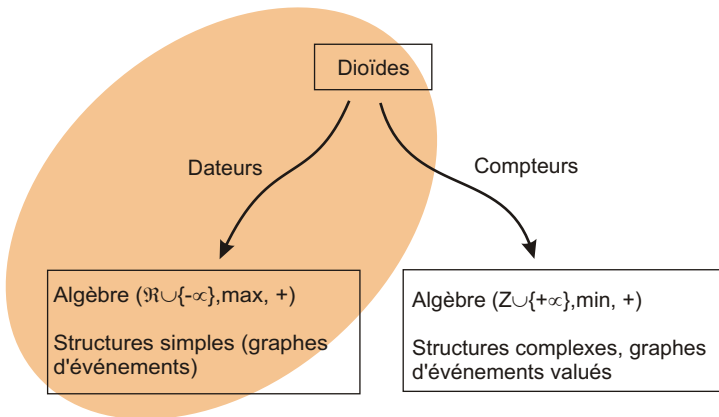 Dioïdes
Dateurs
Compteurs
Algèbre (ℜ∪{-∝},max, +)
Structures simples (graphes
d'événements)
Algèbre (Z∪{+∝},min, +)
Structures complexes, graphes
d'événements valués